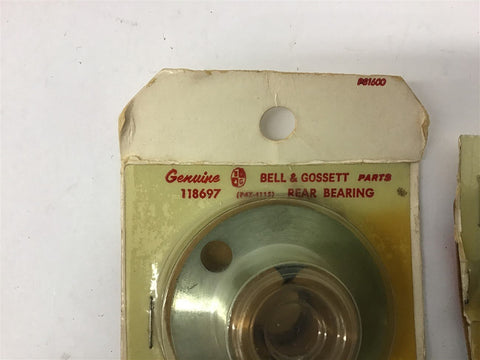 B81600
Genuine B&G BELL & GOSSETT PARTS
118697 (P47-4115) REAR BEARING